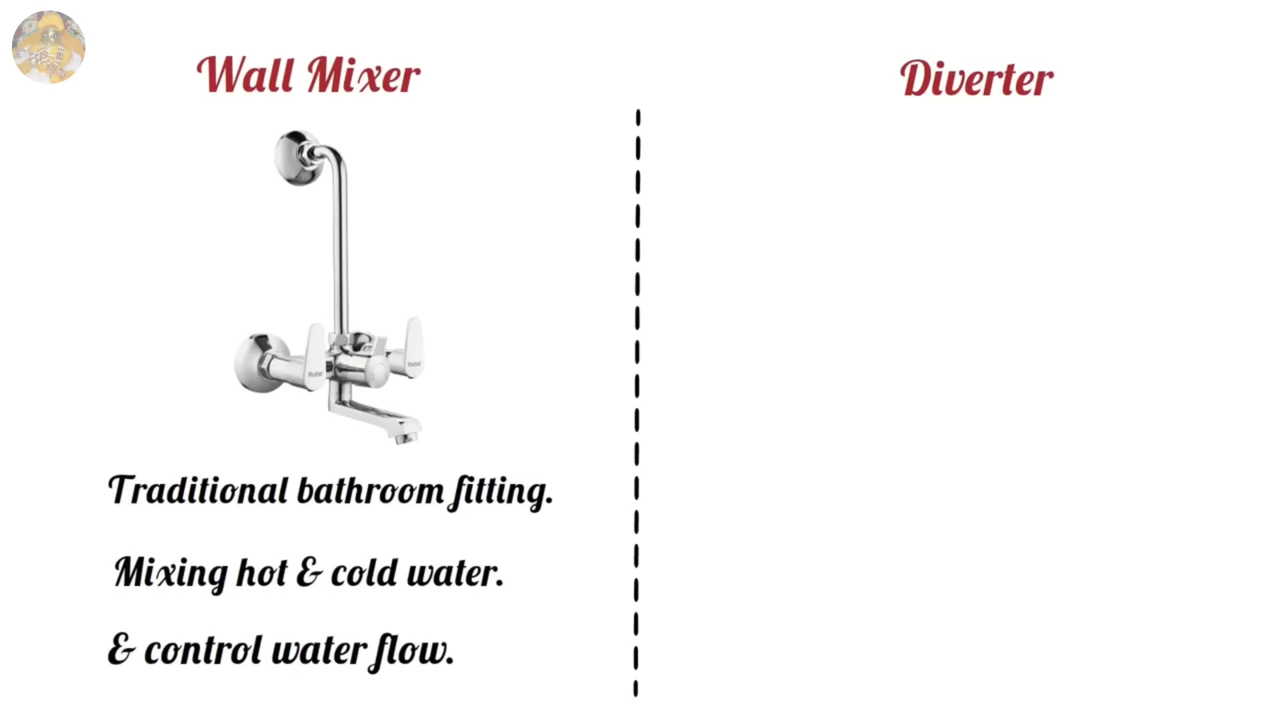 Wall Mixer
Diverter
Traditional bathroom fitting.
Mixing hot & cold water.
& control water flow.